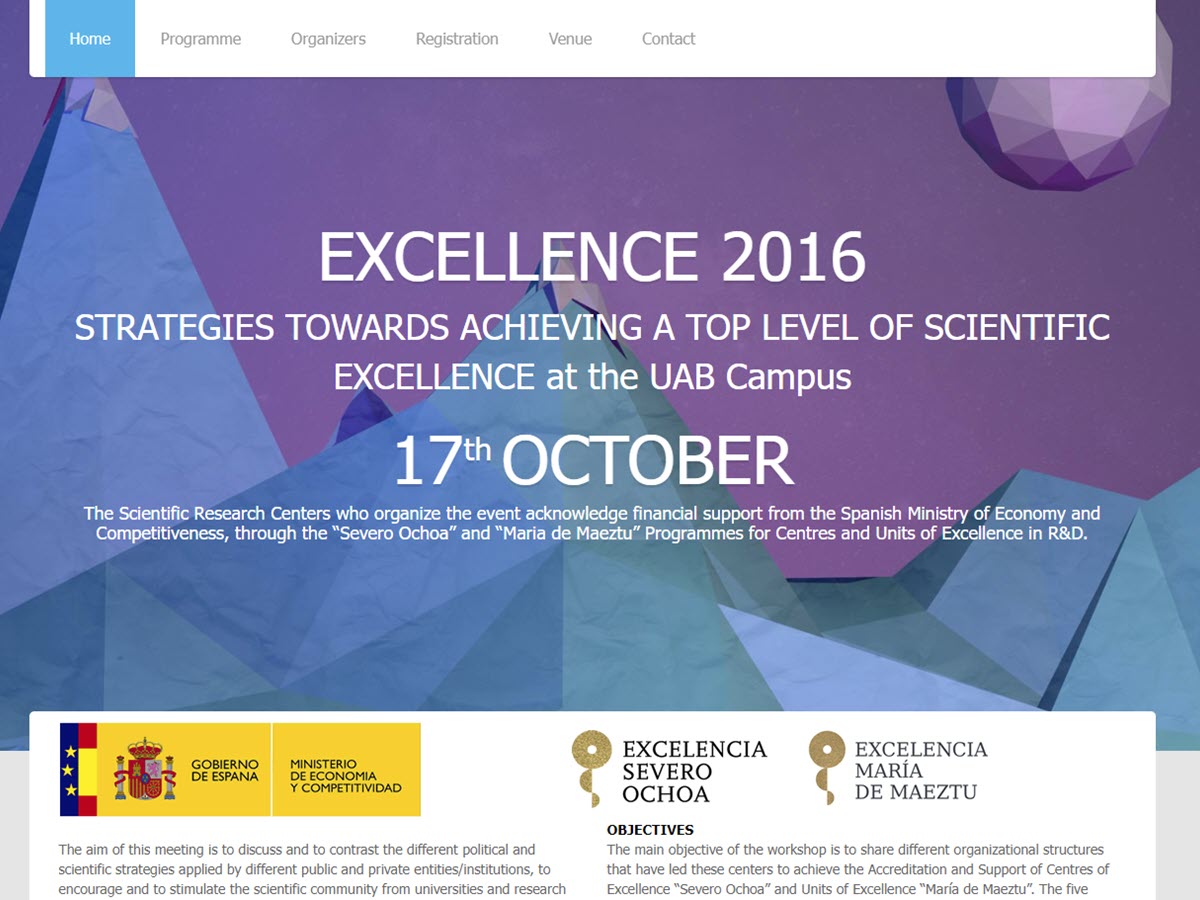 Home Programme Organizers Registration Venue Contact
EXCELLENCE 2016
STRATEGIES TOWARDS ACHIEVING A TOP LEVEL OF SCIENTIFIC
EXCELLENCE at the UAB Campus
17th OCTOBER
The Scientific Research Centers who organize the event acknowledge financial support from the Spanish Ministry of Economy and
Competitiveness, through the “Severo Ochoa” and “Maria de Maeztu” Programmes for Centres and Units of Excellence in R&D.
GOBIERNO
DE ESPAÑA
MINISTERIO
DE ECONOMIA
Y COMPETITIVIDAD
EXCELENCIA
SEVERO
OCHOA
EXCELENCIA
MARÍA
DE MAEZTU
The aim of this meeting is to discuss and to contrast the different political and
scientific strategies applied by different public and private entities/institutions, to
encourage and to stimulate the scientific community from universities and research
OBJECTIVES
The main objective of the workshop is to share different organizational structures
that have led these centers to achieve the Accreditation and Support of Centres of
Excellence “Severo Ochoa” and Units of Excellence “María de Maeztu”. The five